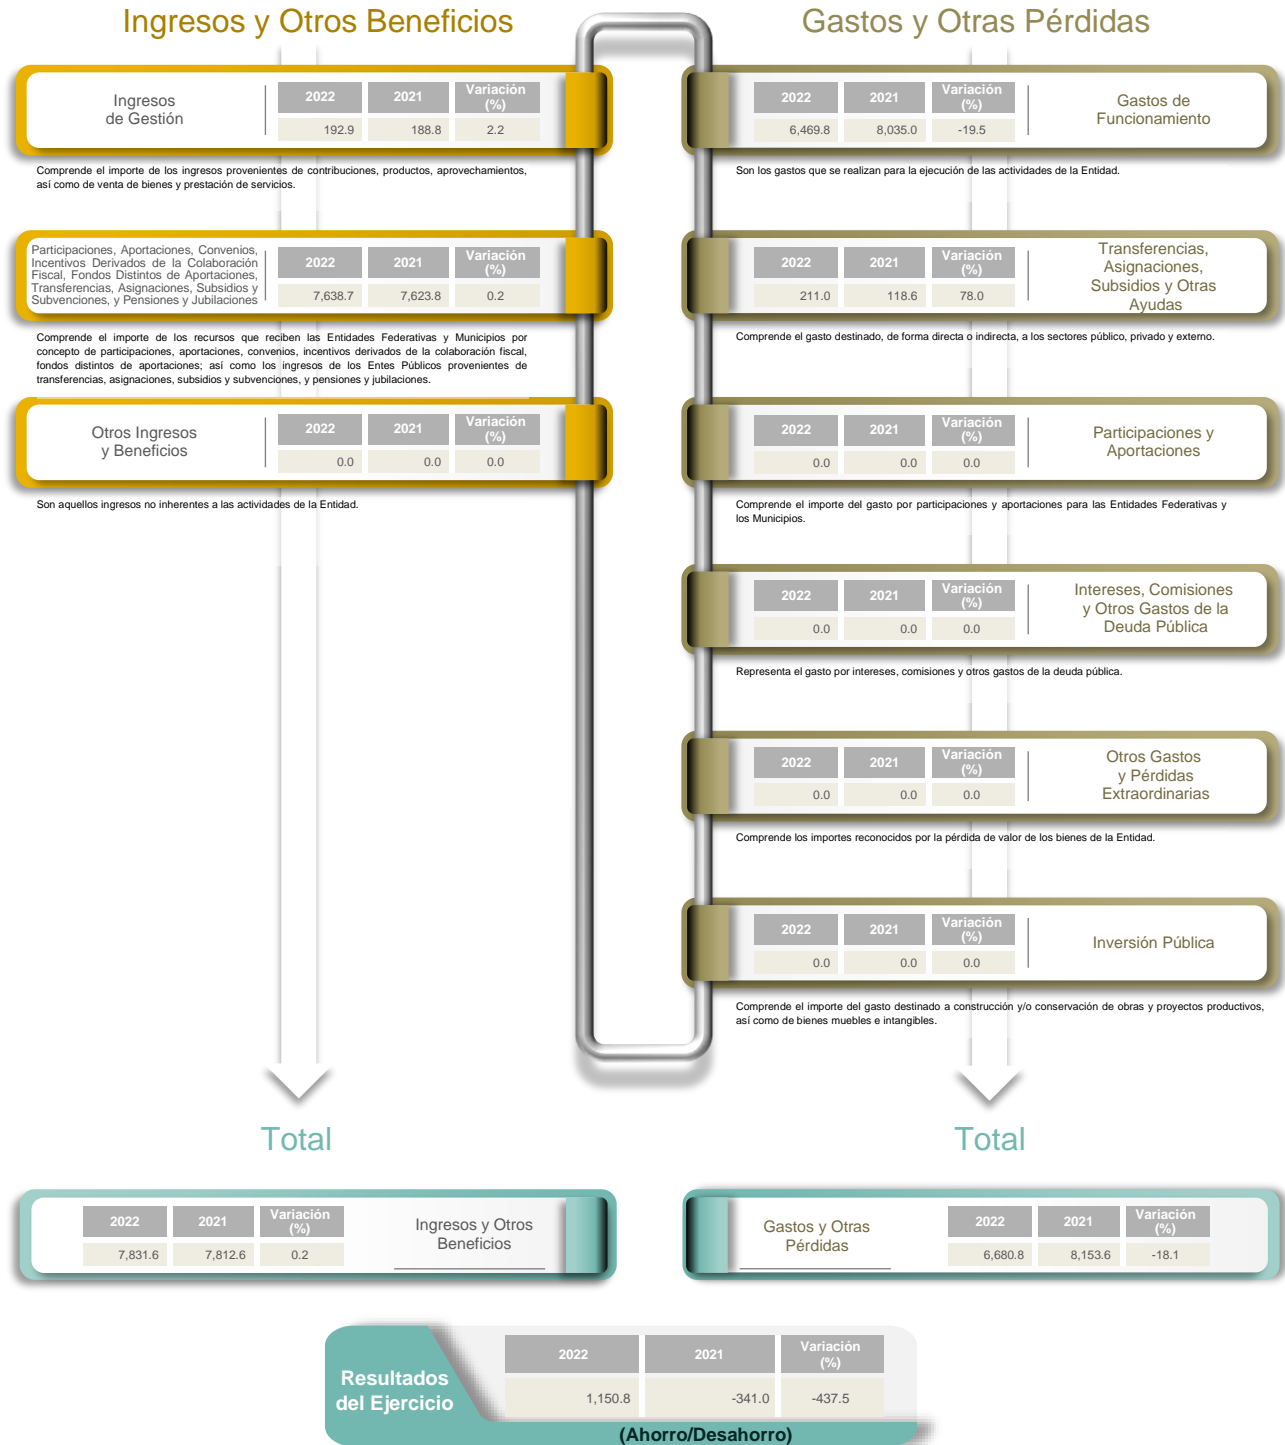 Ingresos y Otros Beneficios
Ingresos
de Gestión
2022 2021 Variación
(%)
192.9 188.8 2.2
Comprende el importe de los ingresos provenientes de contribuciones, productos, aprovechamientos,
así como de venta de bienes y prestación de servicios.
Participaciones, Aportaciones, Convenios,
Incentivos Derivados de la Colaboración
Fiscal, Fondos Distintos de Aportaciones,
Transferencias, Asignaciones, Subsidios y
Subvenciones, y Pensiones y Jubilaciones
2022 2021 Variación
(%)
7,638.7 7,623.8 0.2
Comprende el importe de los recursos que reciben las Entidades Federativas y Municipios por
concepto de participaciones, aportaciones, convenios, incentivos derivados de la colaboración fiscal,
fondos distintos de aportaciones; así como los ingresos de los Entes Públicos provenientes de
transferencias, asignaciones, subsidios y subvenciones, y pensiones y jubilaciones.
Otros Ingresos
y Beneficios
2022 2021 Variación
(%)
0.0 0.0 0.0
Son aquellos ingresos no inherentes a las actividades de la Entidad.
Gastos y Otras Pérdidas
2022 2021 Variación
(%)
6,469.8 8,035.0 -19.5
Gastos de
Funcionamiento
Son los gastos que se realizan para la ejecución de las actividades de la Entidad.
2022 2021 Variación
(%)
211.0 118.6 78.0
Transferencias,
Asignaciones,
Subsidios y Otras
Ayudas
Comprende el gasto destinado, de forma directa o indirecta, a los sectores público, privado y externo.
2022 2021 Variación
(%)
0.0 0.0 0.0
Participaciones y
Aportaciones
Comprende el importe del gasto por participaciones y aportaciones para las Entidades Federativas y
los Municipios.
2022 2021 Variación
(%)
0.0 0.0 0.0
Intereses, Comisiones
y Otros Gastos de la
Deuda Pública
Representa el gasto por intereses, comisiones y otros gastos de la deuda pública.
2022 2021 Variación
(%)
0.0 0.0 0.0
Otros Gastos
y Pérdidas
Extraordinarias
Comprende los importes reconocidos por la pérdida de valor de los bienes de la Entidad.
2022 2021 Variación
(%)
0.0 0.0 0.0
Inversión Pública
Comprende el importe del gasto destinado a construcción y/o conservación de obras y proyectos productivos,
así como de bienes muebles e intangibles.
Total
2022 2021 Variación
(%)
7,831.6 7,812.6 0.2
Ingresos y Otros
Beneficios
Total
Gastos y Otras
Pérdidas
2022 2021 Variación
(%)
6,680.8 8,153.6 -18.1
Resultados
del Ejercicio
2022 2021 Variación
(%)
1,150.8 -341.0 -437.5
(Ahorro/Desahorro)